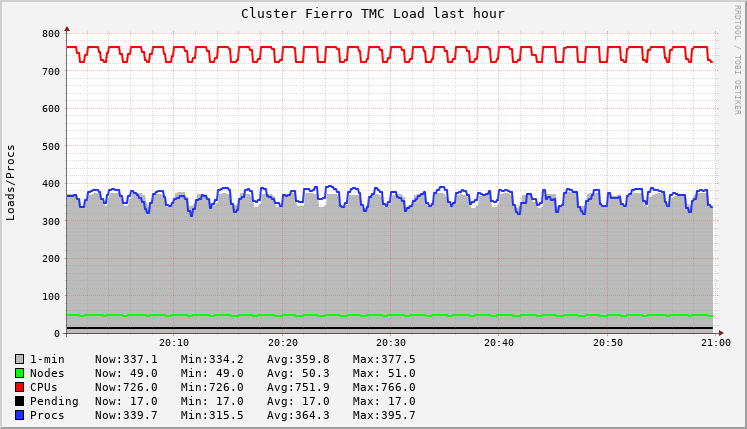 Cluster Fierro TMC Load last hour
RRDTOOL / TOBI OETIKER
Loads/Procs
800
700
600
500
400
300
200
100
0
20:10 20:20 20:30 20:40 20:50 21:00
1-min Now:337.1 Min:334.2 Avg:359.8 Max:377.5
Nodes Now: 49.0 Min: 49.0 Avg: 50.3 Max: 51.0
CPUs Now:726.0 Min:726.0 Avg:751.9 Max:766.0
Pending Now: 17.0 Min: 17.0 Avg: 17.0 Max: 17.0
Procs Now:339.7 Min:315.5 Avg:364.3 Max:395.7